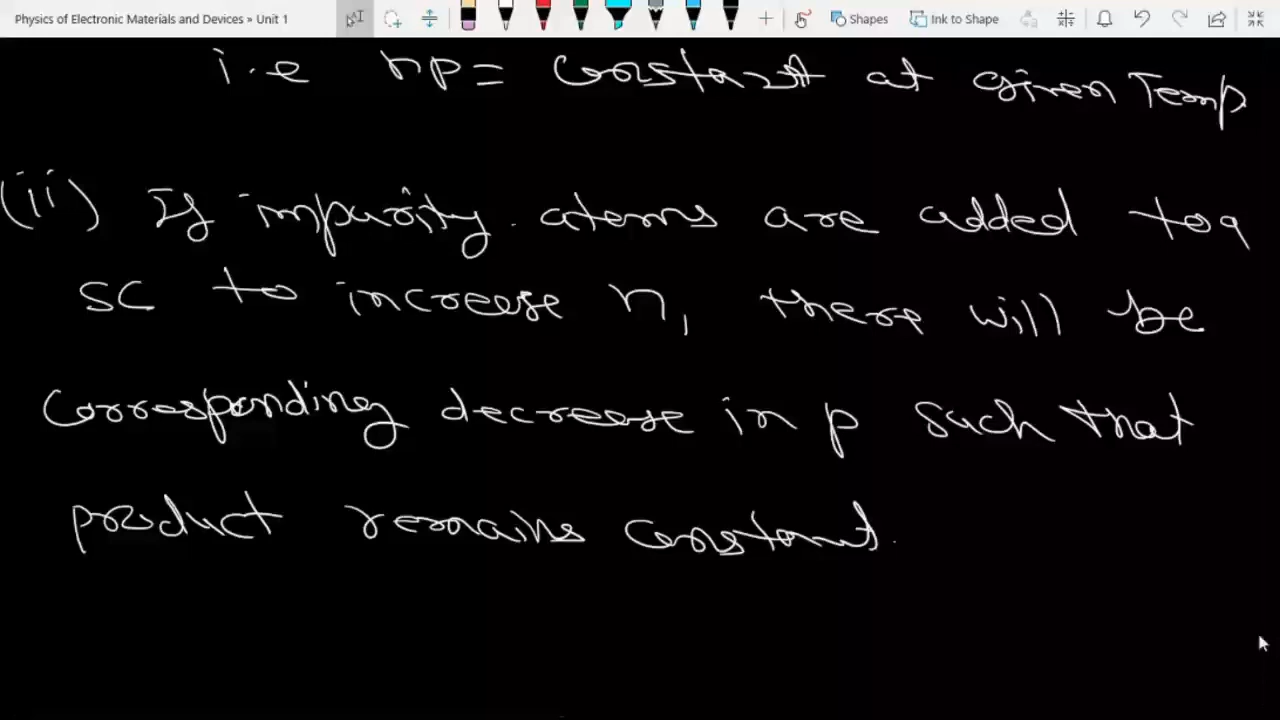 Physics of Electronic Materials and Devices » Unit 1
Shapes
Ink to Shape
i.e np = constant at given Temp
(ii) If impurity atoms are added to a
SC to increase n, there will be
corresponding decrease in p such that
product remains constant.